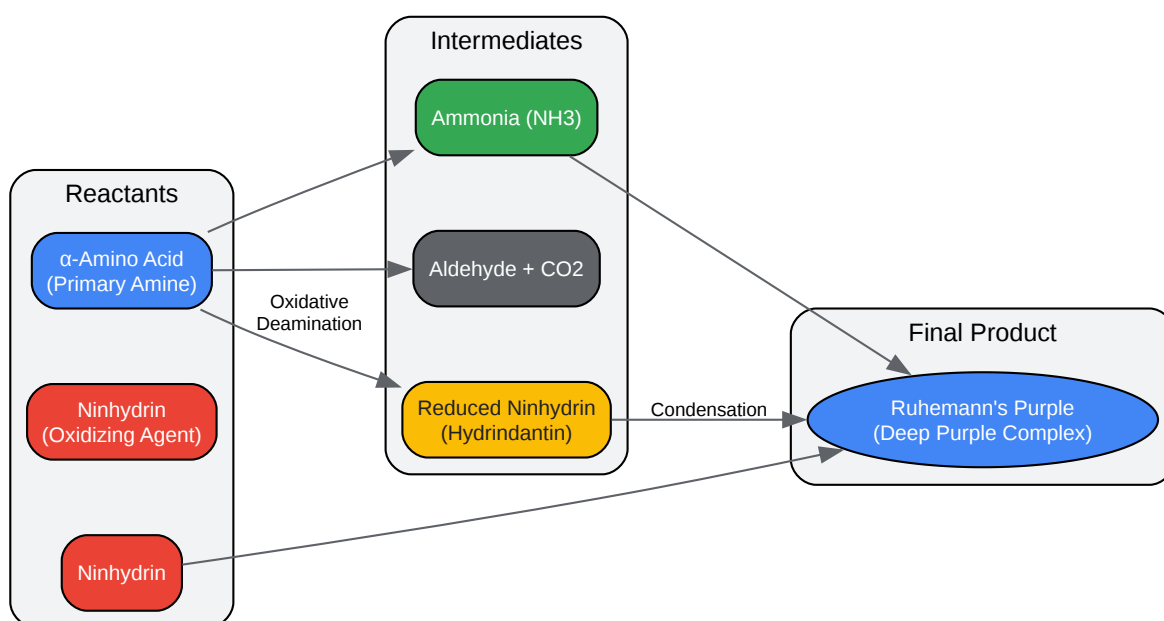 Reactants
α-Amino Acid
(Primary Amine)
Ninhydrin
(Oxidizing Agent)
Ninhydrin
Oxidative
Deamination
Intermediates
Ammonia (NH3)
Aldehyde + CO2
Reduced Ninhydrin
(Hydrindantin)
Condensation
Final Product
Ruhemann's Purple
(Deep Purple Complex)